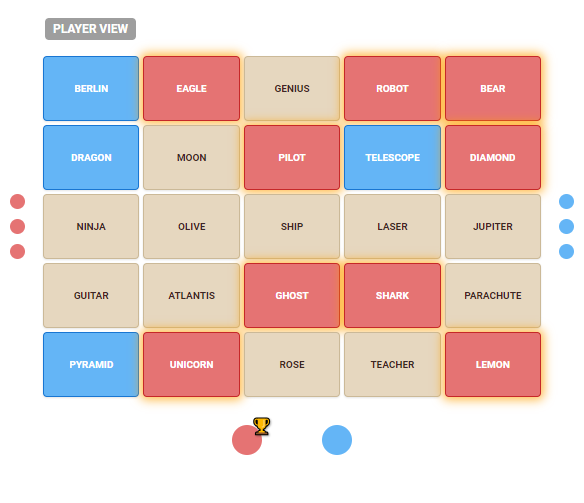 PLAYER VIEW
BERLIN EAGLE GENIUS ROBOT BEAR
DRAGON MOON PILOT TELESCOPE DIAMOND
NINJA OLIVE SHIP LASER JUPITER
GUITAR ATLANTIS GHOST SHARK PARACHUTE
PYRAMID UNICORN ROSE TEACHER LEMON